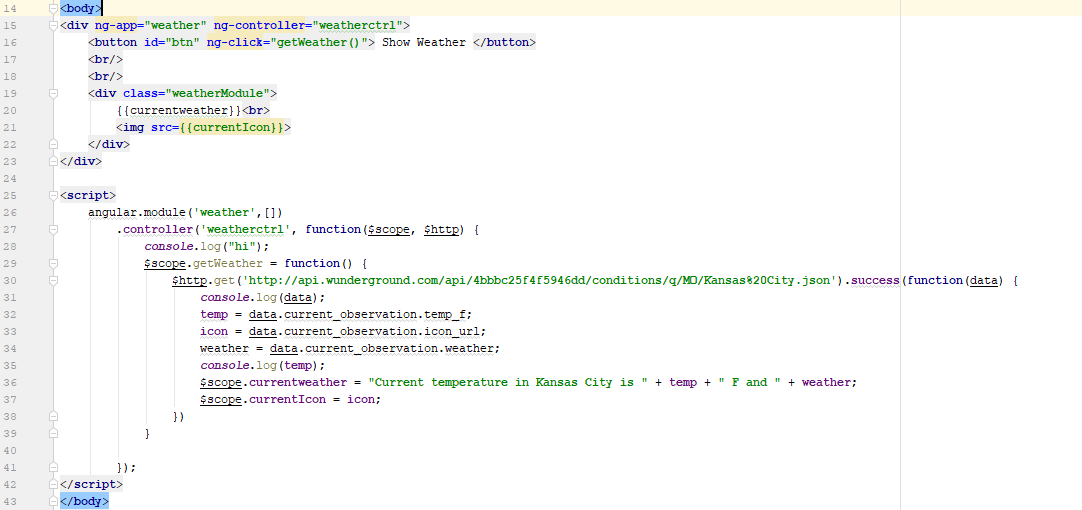 14 <body>
15 <div ng-app="weather" ng-controller="weatherctrl">
16 <button id="btn" ng-click="getWeather()"> Show Weather </button>
17 <br/>
18 <br/>
19 <div class="weatherModule">
20 {{currentweather}}<br>
21 <img src={{currentIcon}}>
22 </div>
23 </div>
24
25 <script>
26 angular.module('weather',[])
27 .controller('weatherctrl', function($scope, $http) {
28 console.log("hi");
29 $scope.getWeather = function() {
30 $http.get('http://api.wunderground.com/api/4bbbc25f4f5946dd/conditions/q/MO/Kansas%20City.json').success(function(data) {
31 console.log(data);
32 temp = data.current_observation.temp_f;
33 icon = data.current_observation.icon_url;
34 weather = data.current_observation.weather;
35 console.log(temp);
36 $scope.currentweather = "Current temperature in Kansas City is " + temp + " F and " + weather;
37 $scope.currentIcon = icon;
38 })
39 }
40
41 });
42 </script>
43 </body>